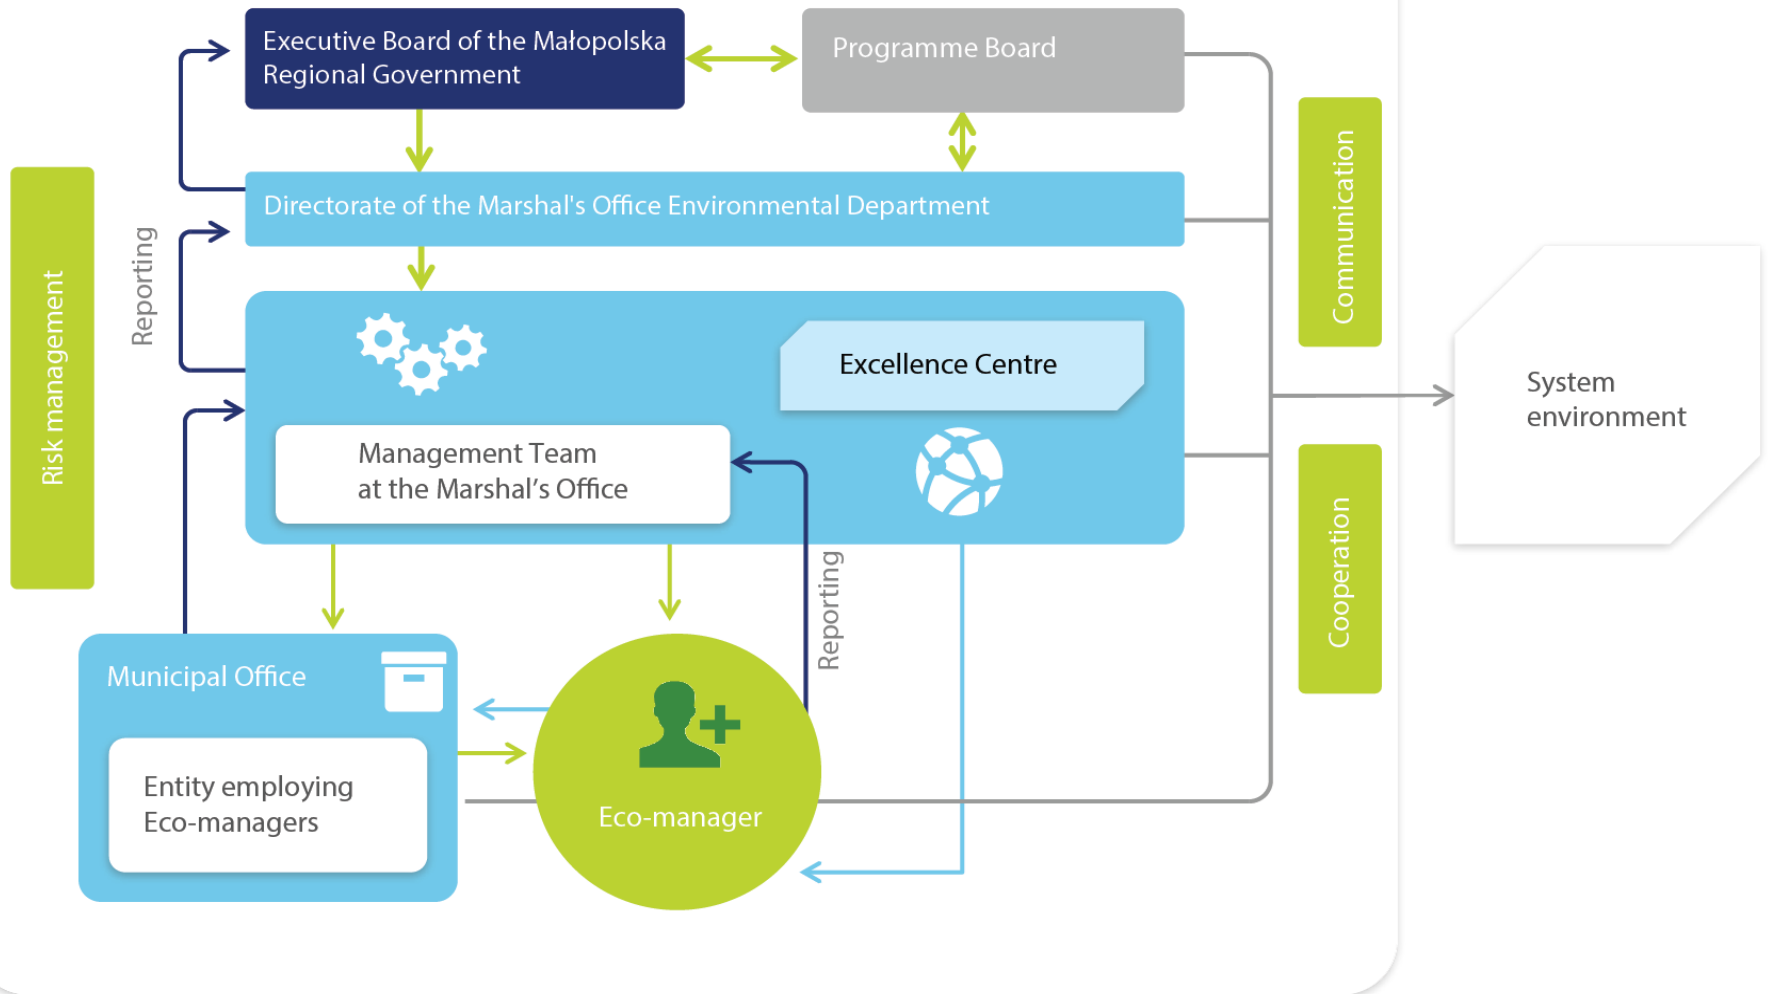 Executive Board of the Małopolska
Regional Government
Programme Board
Directorate of the Marshal's Office Environmental Department
Risk management
Reporting
Communication
Excellence Centre
System
environment
Management Team
at the Marshal’s Office
Cooperation
Reporting
Municipal Office
Entity employing
Eco-managers
Eco-manager